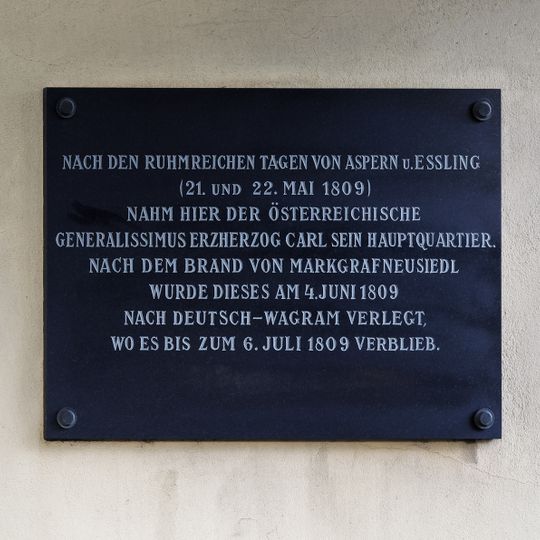 NACH DEN RUHMREICHEN TAGEN VON ASPERN u. ESSLING
(21. UND 22. MAI 1809)
NAHM HIER DER ÖSTERREICHISCHE
GENERALISSIMUS ERZHERZOG CARL SEIN HAUPTQUARTIER.
NACH DEM BRAND VON MARKGRAFNEUSIEDL
WURDE DIESES AM 4. JUNI 1809
NACH DEUTSCH-WAGRAM VERLEGT,
WO ES BIS ZUM 6. JULI 1809 VERBLIEB.